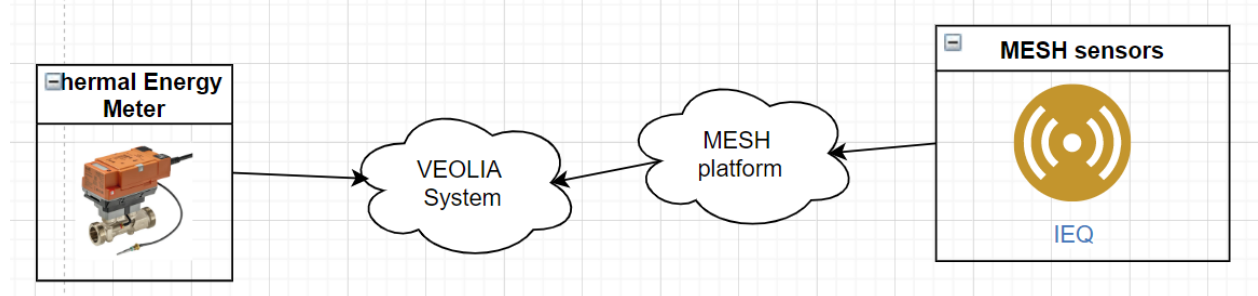 hermal Energy
Meter
VEOLIA
System
MESH
platform
MESH sensors
IEQ